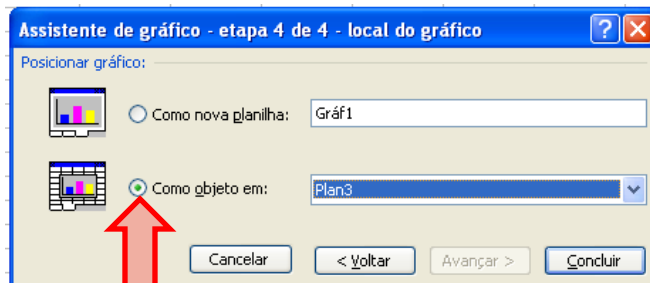 Assistente de gráfico - etapa 4 de 4 - local do gráfico
Posicionar gráfico:
Como nova planilha: Gráf1
Como objeto em: Plan3
Cancelar < Voltar Avançar > Concluir